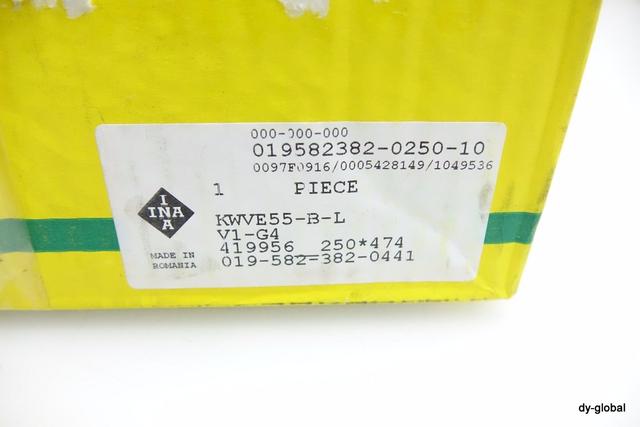 000-000-000
019582382-0250-10
0097F0916/0005428149/1049536
1 PIECE
INA
INA
KWVE55-B-L
V1-G4
419956 250*474
MADE IN
ROMANIA
019-582-382-0441
dy-global